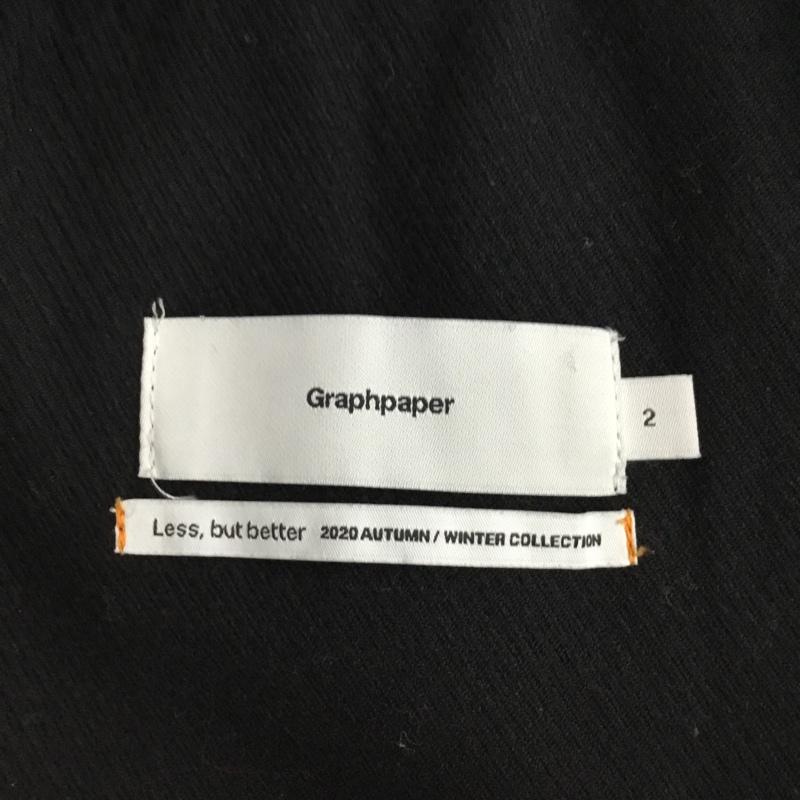 Graphpaper
2
Less, but better 2020 AUTUMN / WINTER COLLECTION